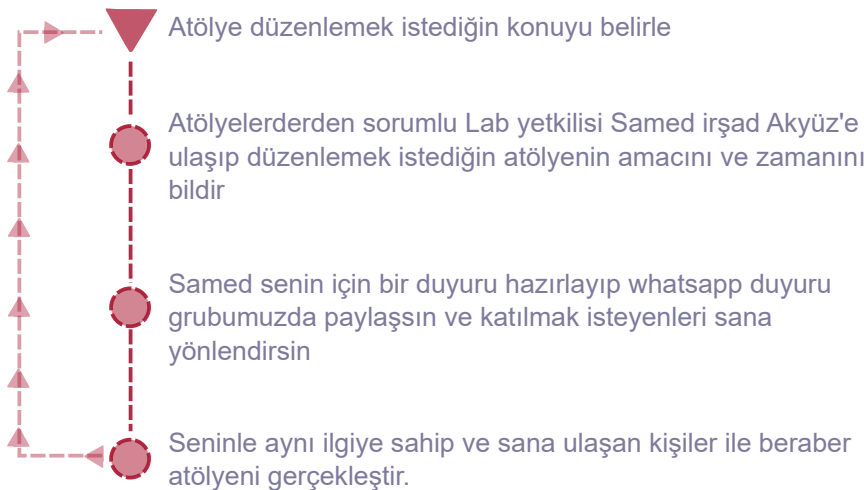 Atölye düzenlemek istediğin konuyu belirle
Atölyelerderden sorumlu Lab yetkilisi Samed irşad Akyüz'e
ulaşıp düzenlemek istediğin atölyenin amacını ve zamanını
bildir
Samed senin için bir duyuru hazırlayıp whatsapp duyuru
grubumuzda paylaşsın ve katılmak isteyenleri sana
yönlendirsin
Seninle aynı ilgiye sahip ve sana ulaşan kişiler ile beraber
atölyeni gerçekleştir.